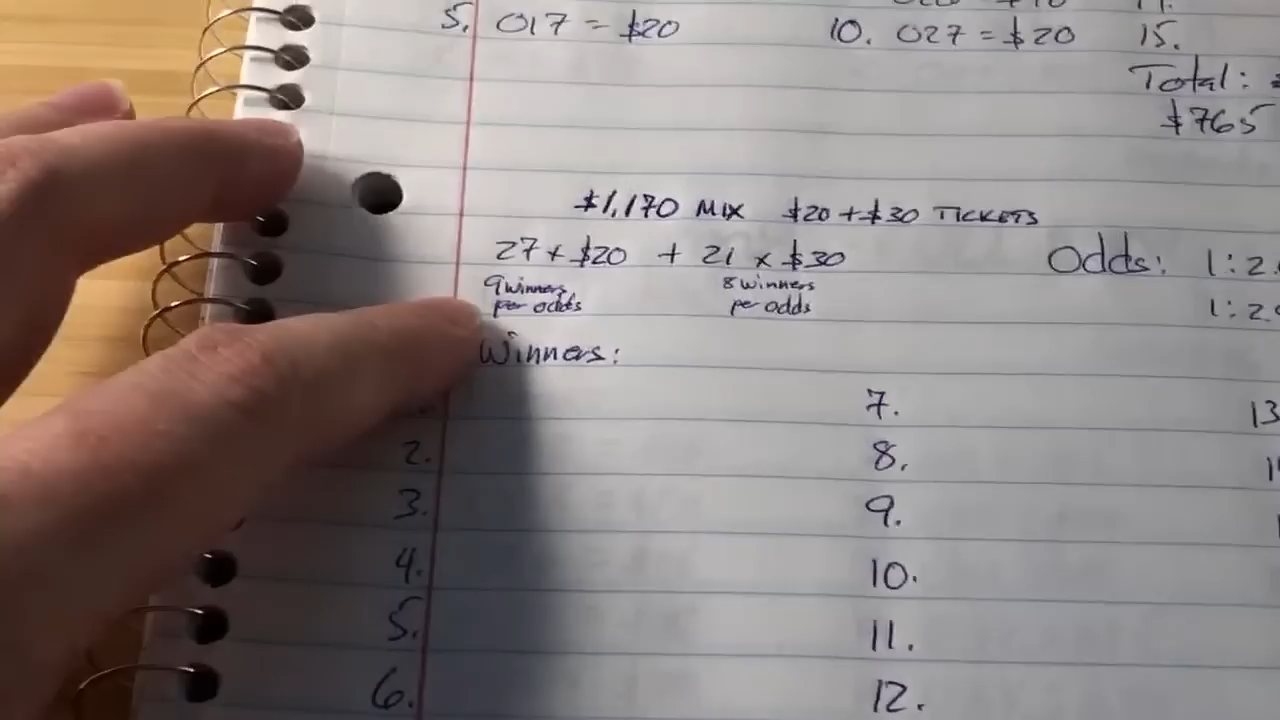 5. 017 = $20 10. 027 = $20 15.
Total:
$765
$1,170 MIX $20 + $30 TICKETS
27 x $20 + 21 x $30 Odds: 1:2.
9 winners 8 winners
per odds per odds 1:2.
Winners:
7. 13
2. 8.
3. 9.
4. 10.
5. 11.
6. 12.